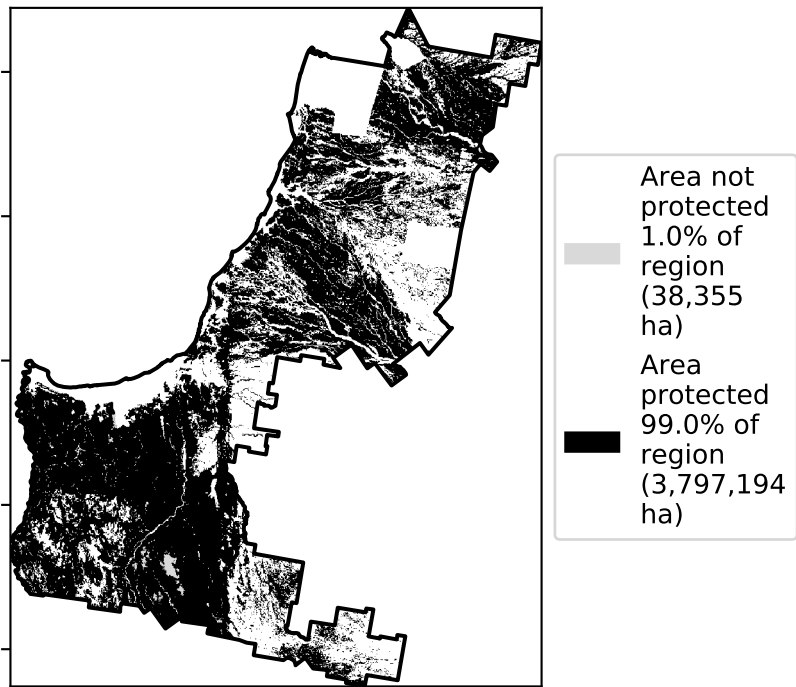 Area not
protected
1.0% of
region
(38,355
ha)
Area
protected
99.0% of
region
(3,797,194
ha)